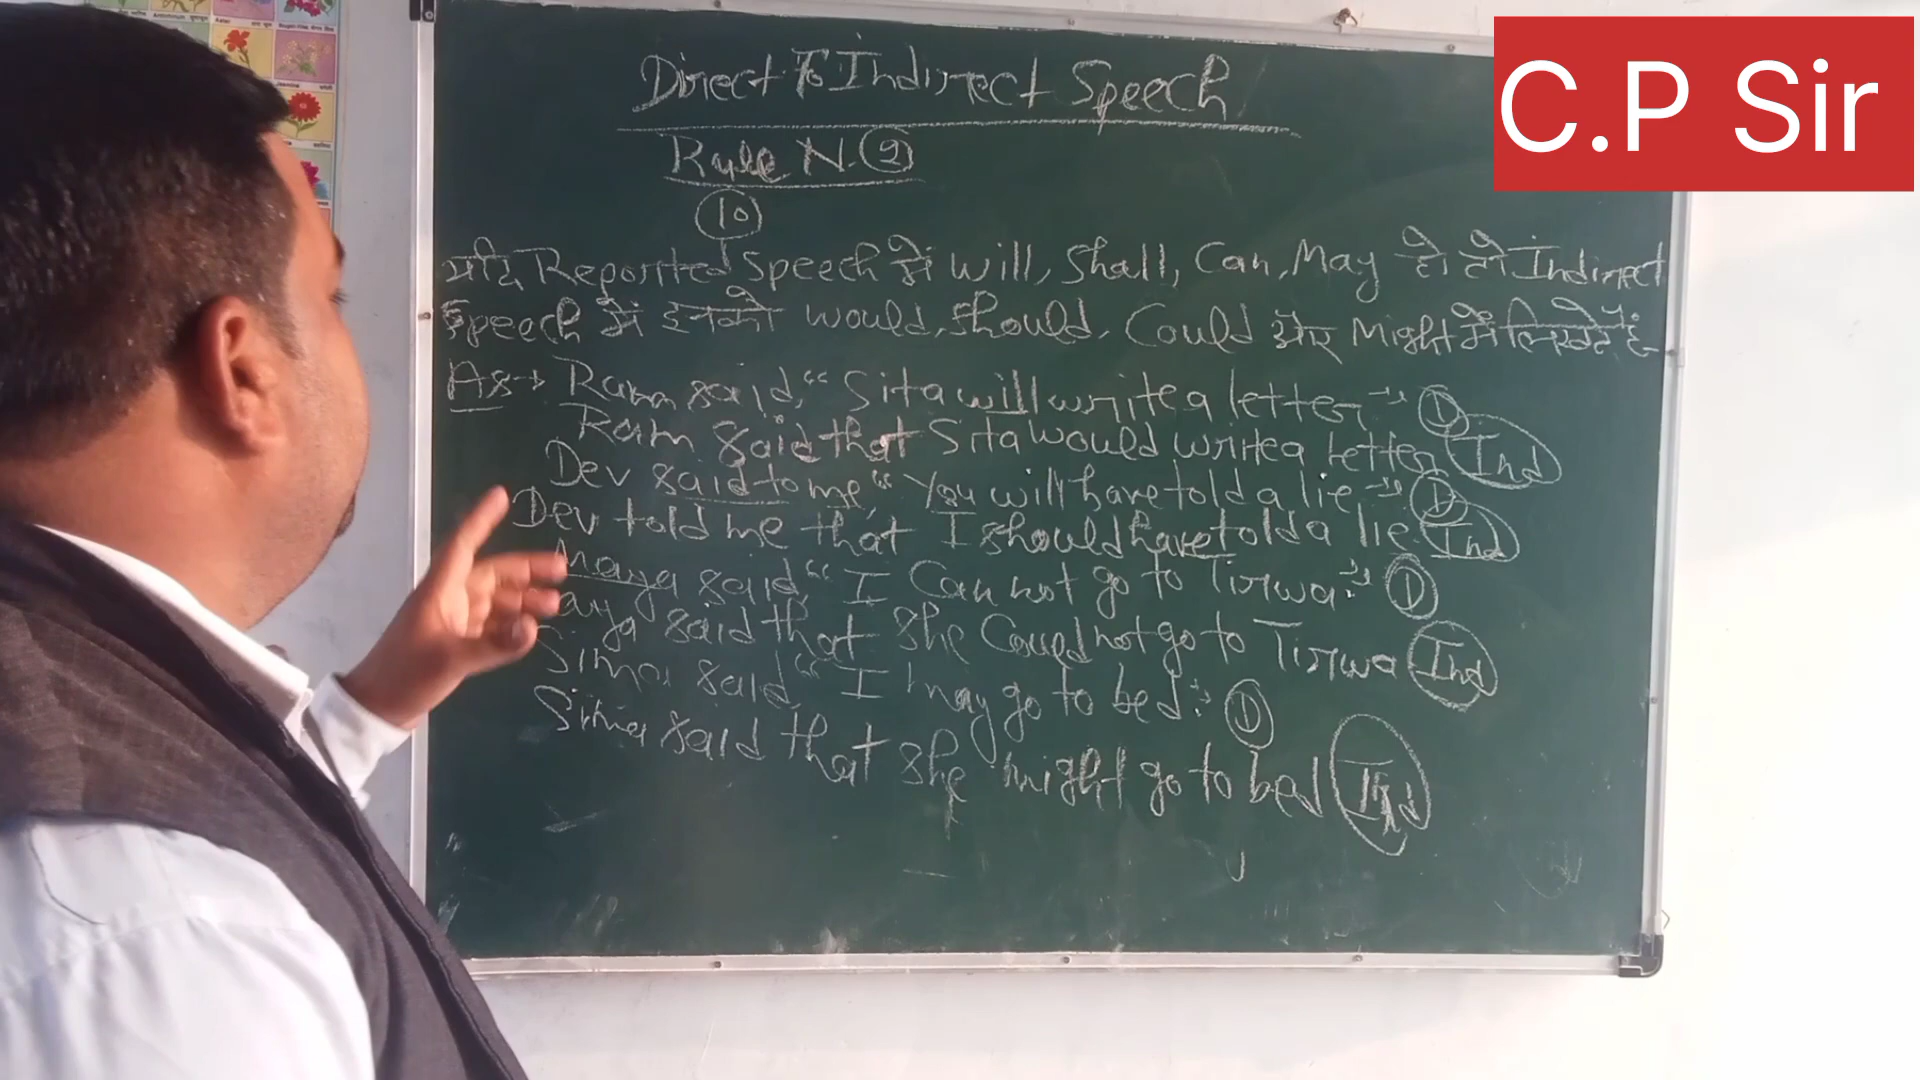 C.P Sir
Direct To Indirect Speech
Rule N. (2)
(10)
यदि Reported Speech में will, Shall, Can, May हो तो Indirect
Speech में इनको would, Should, Could और Might में लिखते हैं-
As→ Ram said, "Sita will write a letter." (D)
Ram said that Sita would write a letter (Ind)
Dev said to me, "You will have told a lie." (D)
Dev told me that I should have told a lie. (Ind)
Maya said, "I Can not go to Tirwa." (D)
Maya said that She Could not go to Tirwa (Ind)
Sima said "I may go to bed." (D)
Sima said that She might go to bed (Ind)